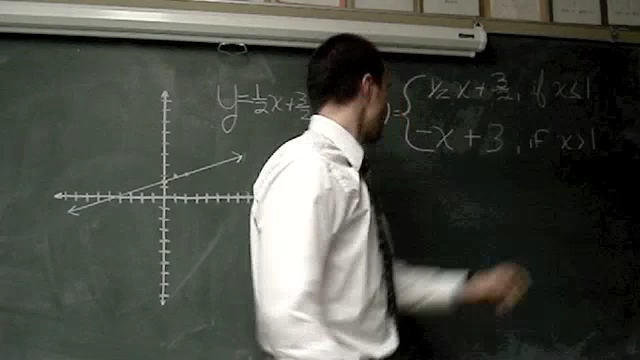 y=1/2x+3/2
)= { 1/2x + 3/2, if x≤1
-x + 3, if x>1